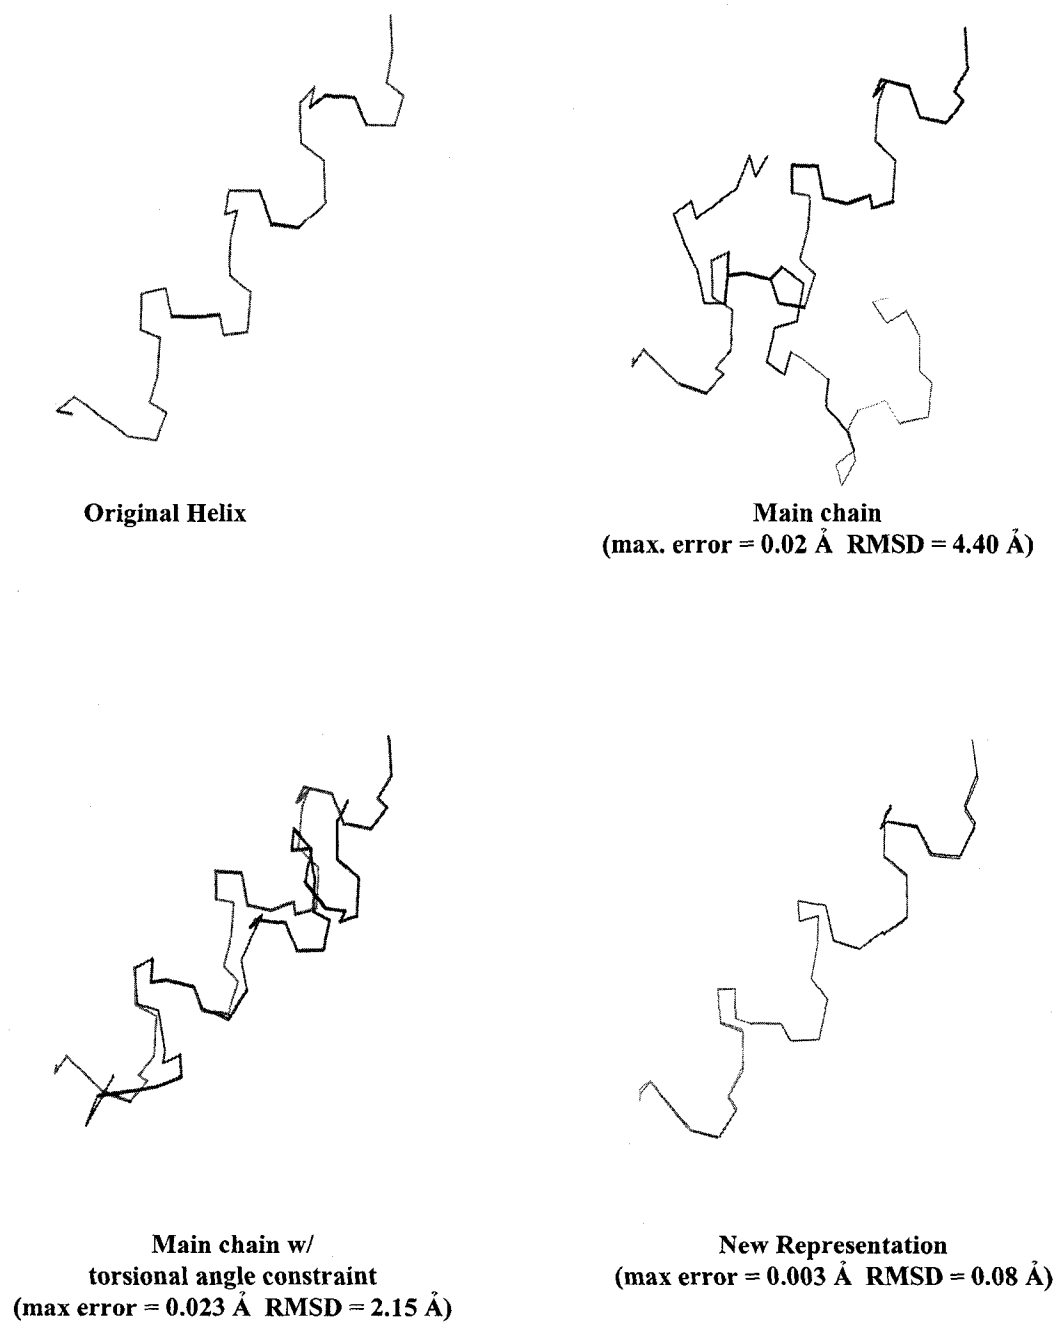 Original Helix
Main chain
(max. error = 0.02 Ả RMSD = 4.40 Ả)
Main chain w/
torsional angle constraint
(max error = 0.023 Ả RMSD = 2.15 Ả)
New Representation
(max error = 0.003 Ả RMSD = 0.08 Ả)